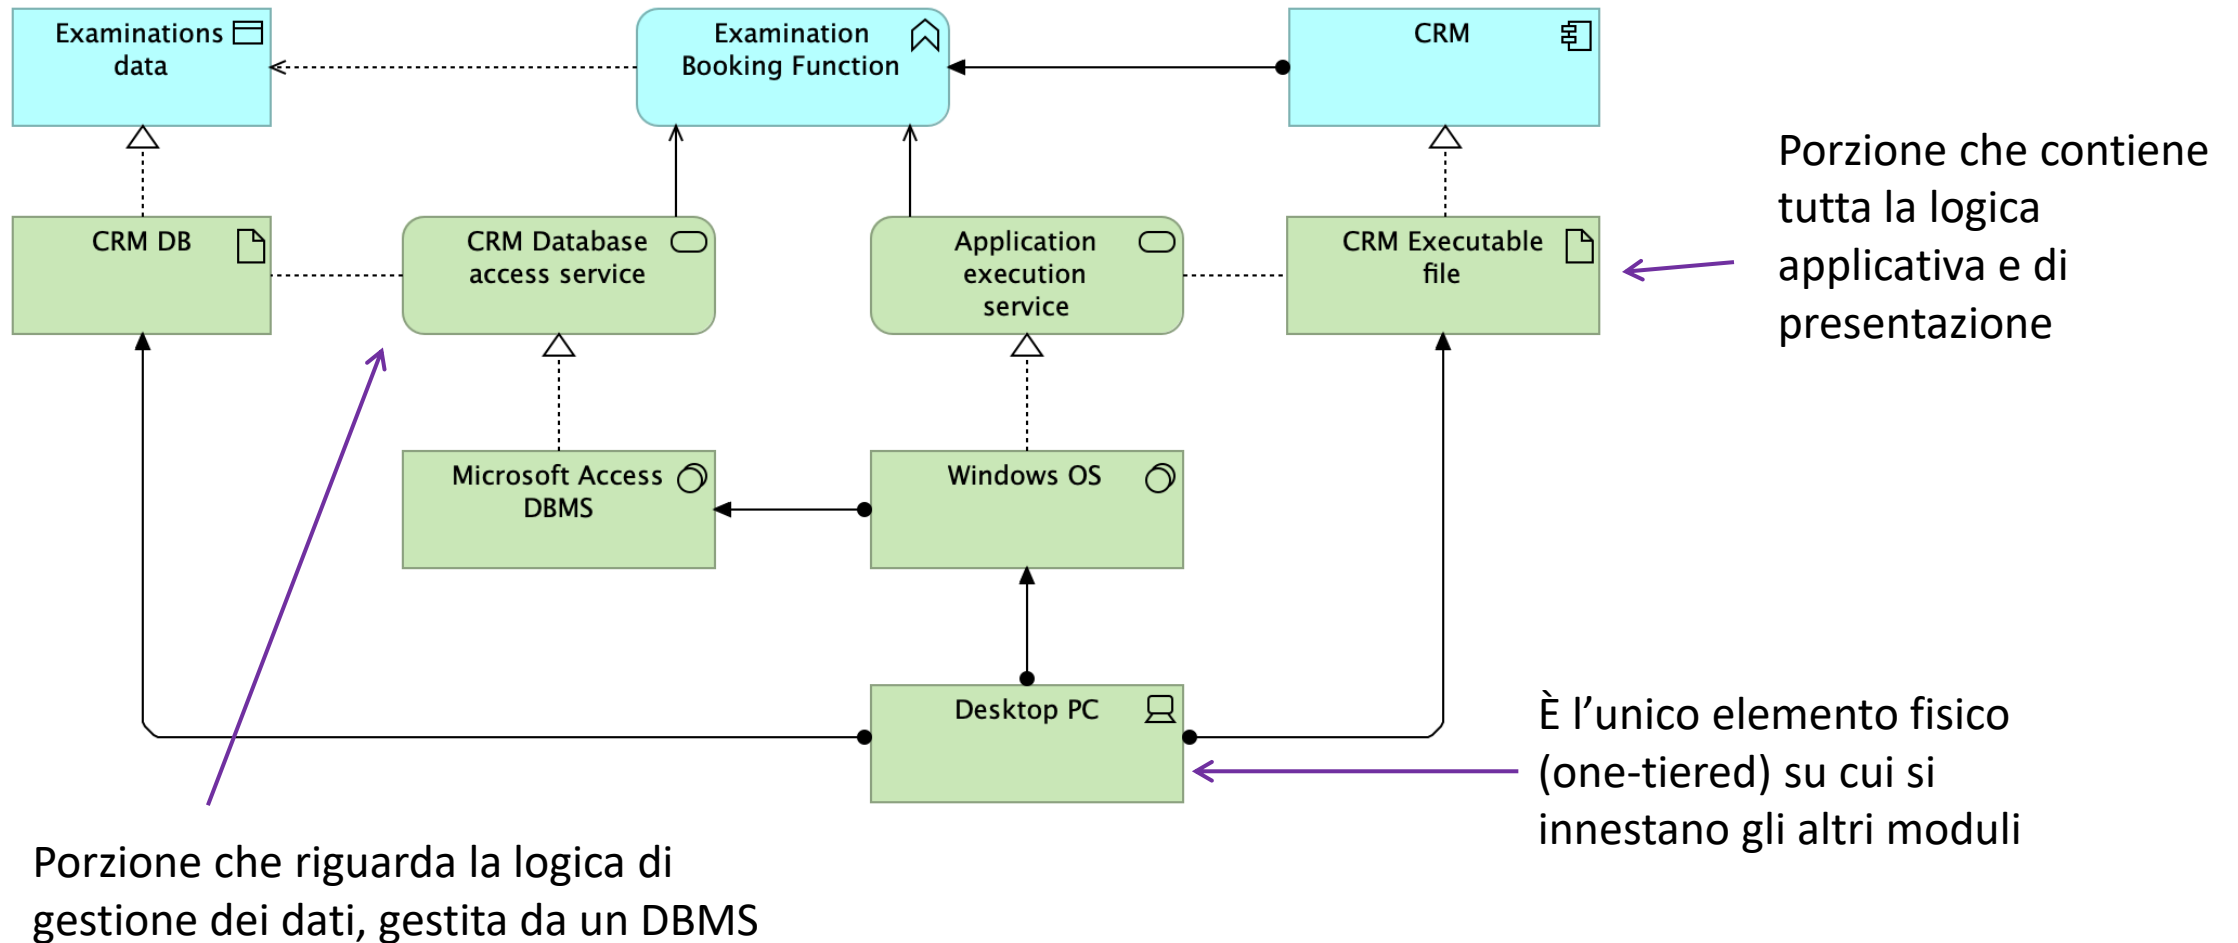 Examinations
data
Examination
Booking Function
CRM
Porzione che contiene
tutta la logica
applicativa e di
presentazione
CRM DB
CRM Database
access service
Application
execution
service
CRM Executable
file
Microsoft Access
DBMS
Windows OS
Desktop PC
È l’unico elemento fisico
(one-tiered) su cui si
innestano gli altri moduli
Porzione che riguarda la logica di
gestione dei dati, gestita da un DBMS